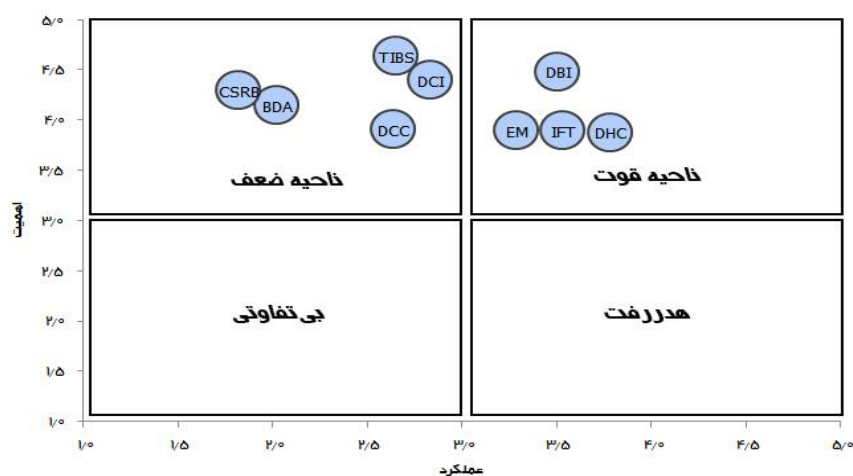 ۵/۰
۴/۵
۴/۰
۳/۵
۳/۰
۲/۵
۲/۰
۱/۵
۱/۰
اهمیت
TIBS
DCI
CSRB
BDA
DCC
DBI
EM
IFT
DHC
ناحیه قوت
ناحیه ضعف
هدررفت
بی‌تفاوتی
۱/۰ ۱/۵ ۲/۰ ۲/۵ ۳/۰ ۳/۵ ۴/۰ ۴/۵ ۵/۰
عملکرد